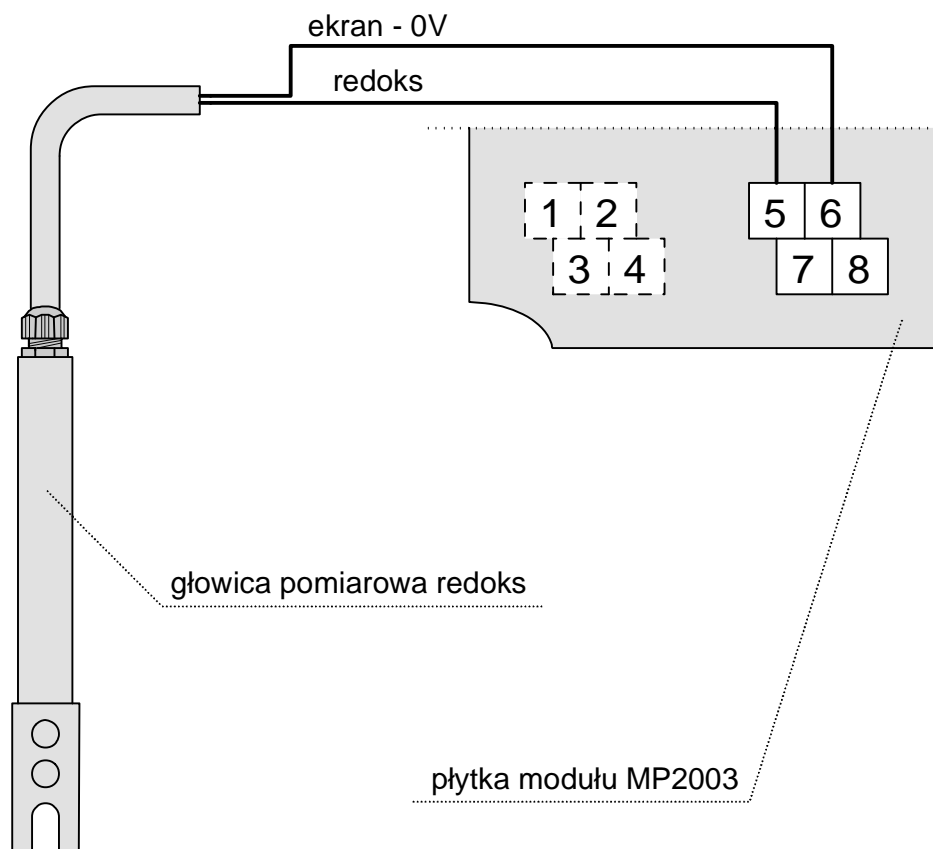 ekran - 0V
redoks
1 2
5 6
3 4
7 8
głowica pomiarowa redoks
płytka modułu MP2003